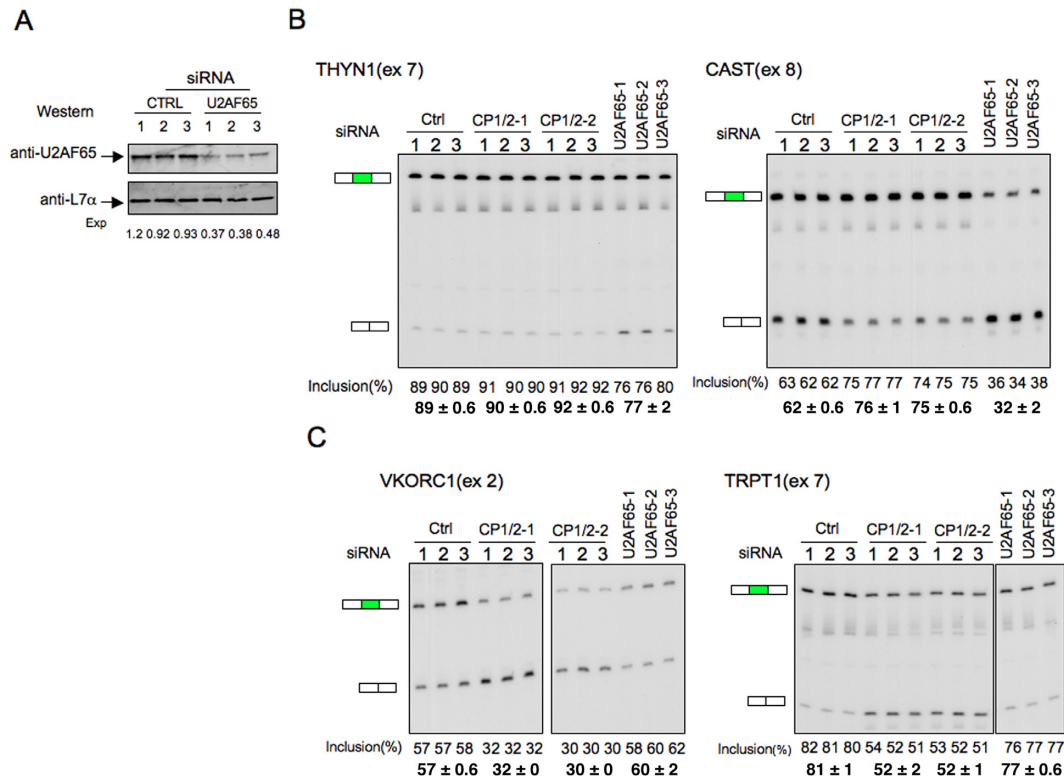 A
siRNA
Western
CTRL U2AF65
1 2 3 1 2 3
anti-U2AF65
anti-L7α
Exp
1.2 0.92 0.93 0.37 0.38 0.48
B
THYN1(ex 7)
siRNA
Ctrl CP1/2-1 CP1/2-2 U2AF65-1 U2AF65-2 U2AF65-3
1 2 3 1 2 3 1 2 3
Inclusion(%)
89 90 89 91 90 90 91 92 92 76 76 80
89 ± 0.6 90 ± 0.6 92 ± 0.6 77 ± 2
CAST(ex 8)
siRNA
Ctrl CP1/2-1 CP1/2-2 U2AF65-1 U2AF65-2 U2AF65-3
1 2 3 1 2 3 1 2 3
Inclusion(%)
63 62 62 75 77 77 74 75 75 36 34 38
62 ± 0.6 76 ± 1 75 ± 0.6 32 ± 2
C
VKORC1(ex 2)
siRNA
Ctrl CP1/2-1 CP1/2-2 U2AF65-1 U2AF65-2 U2AF65-3
1 2 3 1 2 3 1 2 3
Inclusion(%)
57 57 58 32 32 32 30 30 30 58 60 62
57 ± 0.6 32 ± 0 30 ± 0 60 ± 2
TRPT1(ex 7)
siRNA
Ctrl CP1/2-1 CP1/2-2 U2AF65-1 U2AF65-2 U2AF65-3
1 2 3 1 2 3 1 2 3
Inclusion(%)
82 81 80 54 52 51 53 52 51 76 77 77
81 ± 1 52 ± 2 52 ± 1 77 ± 0.6